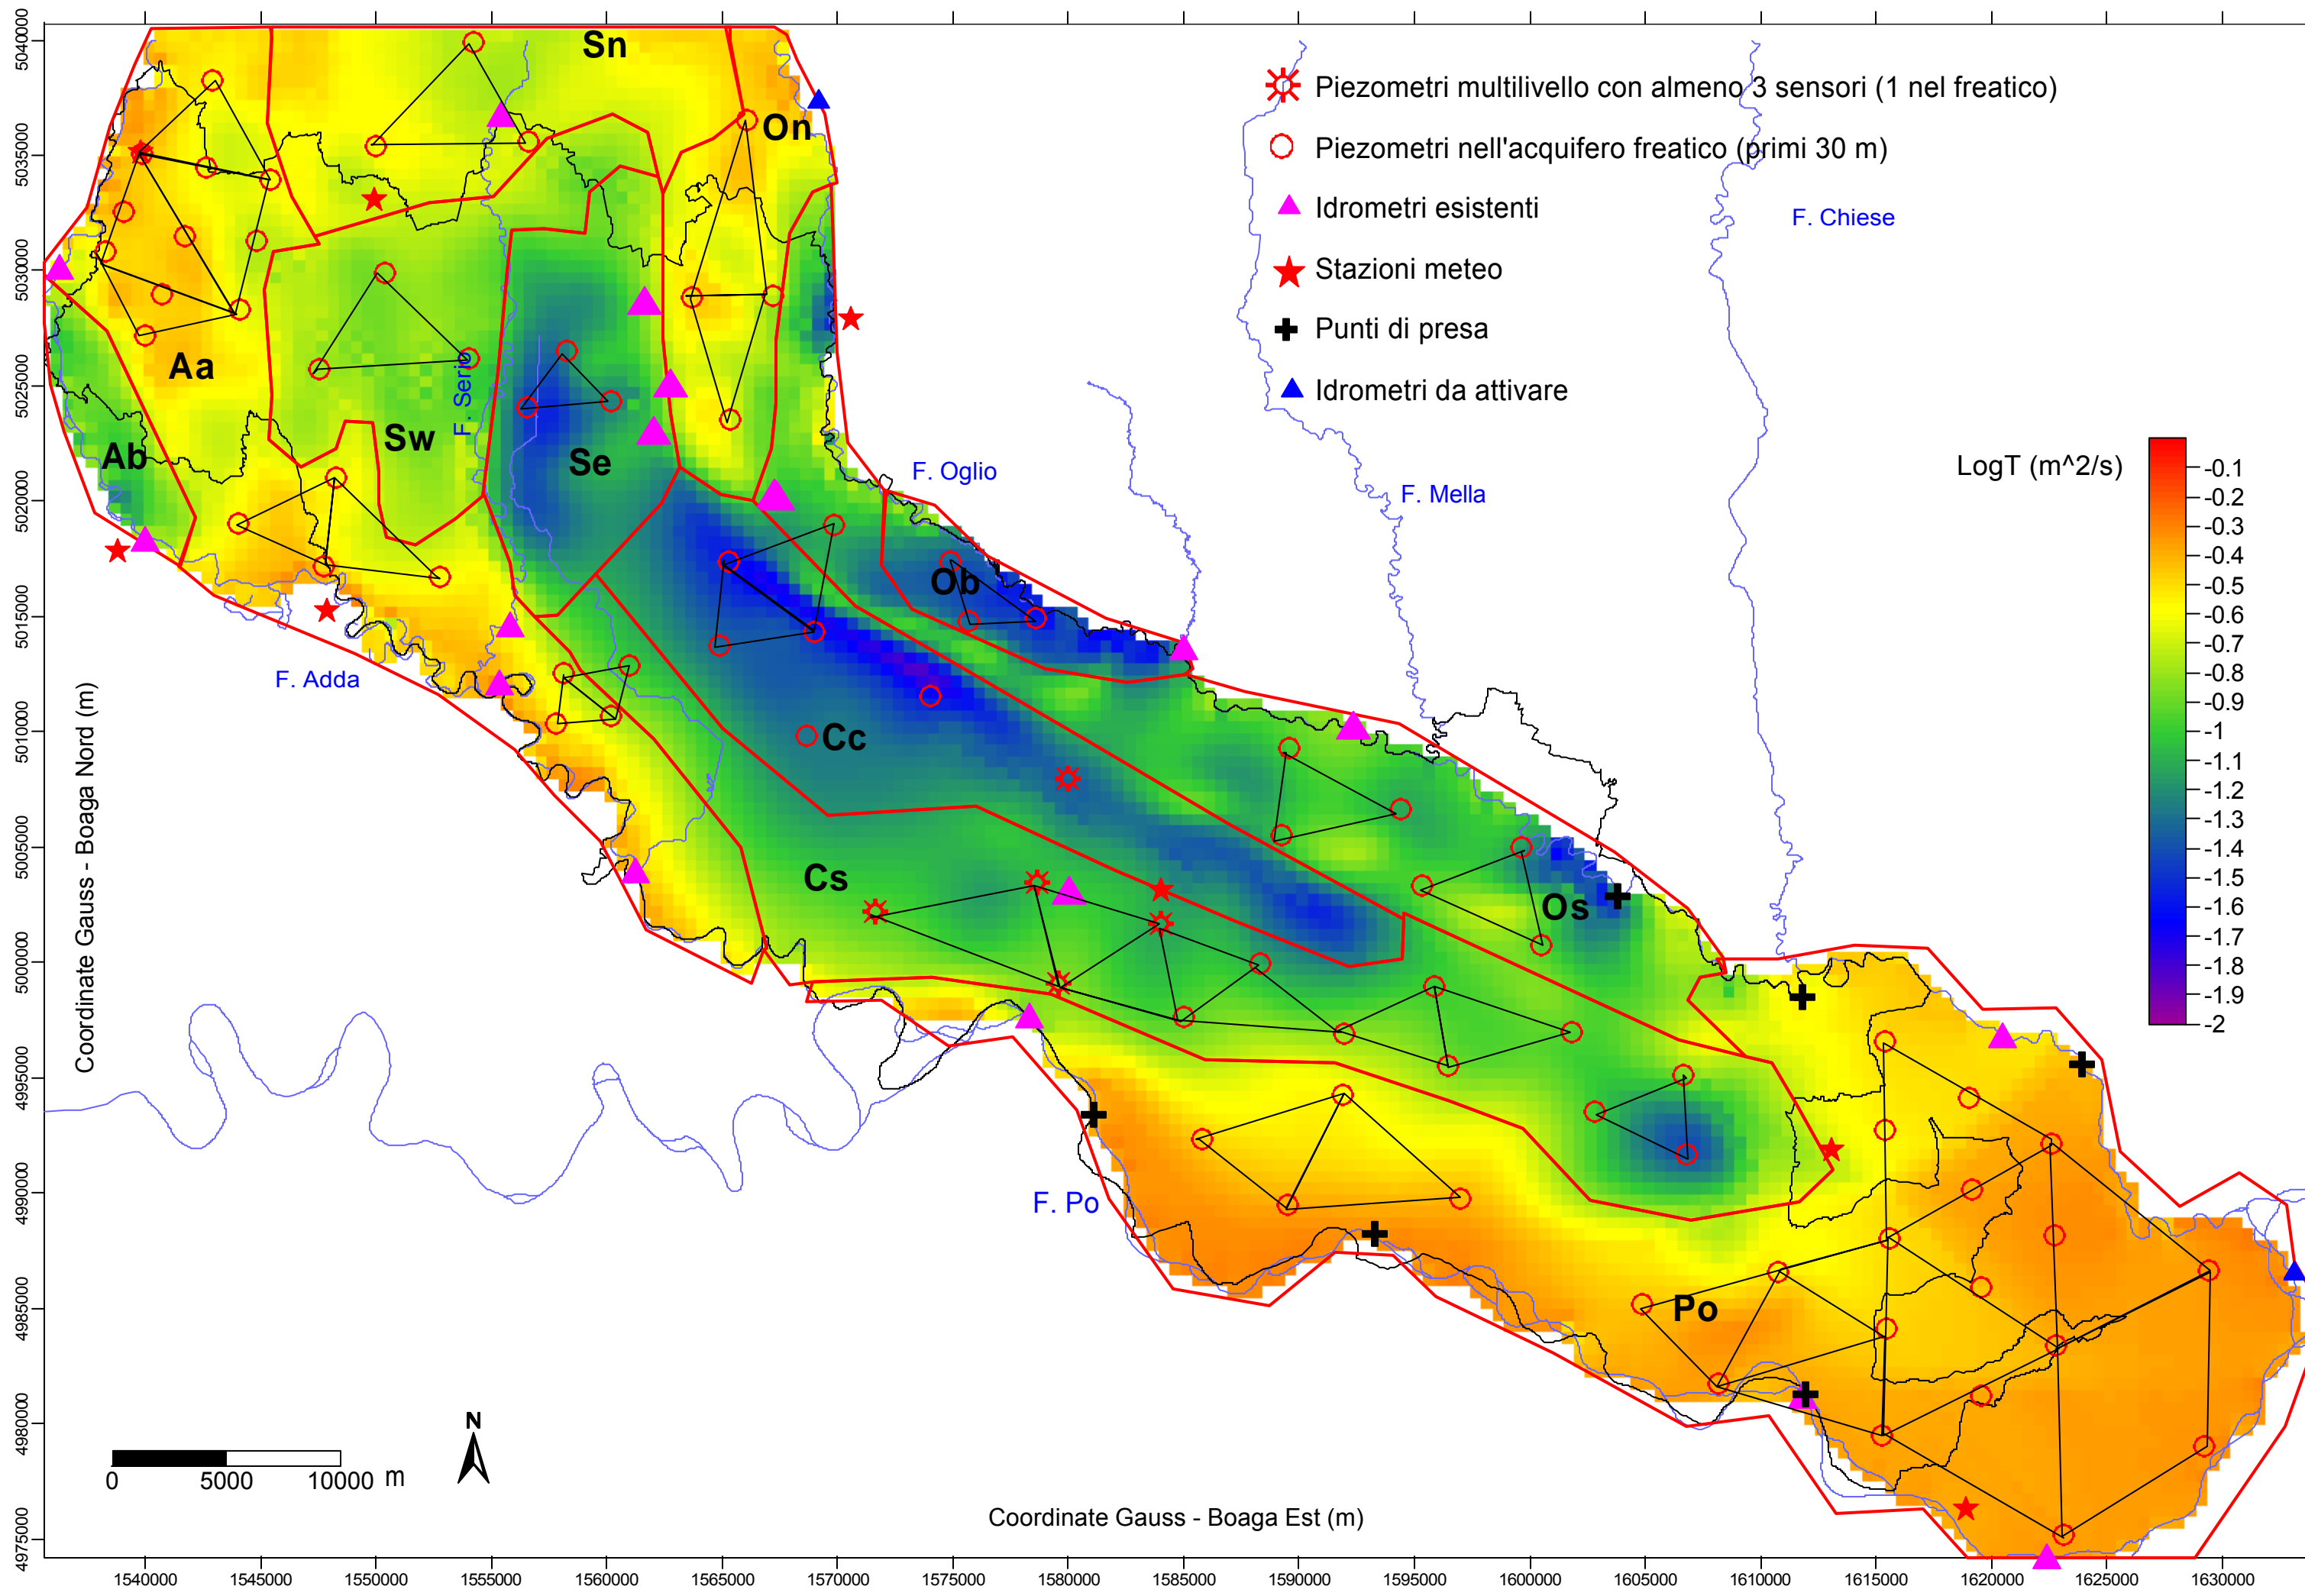 Sn
On
Aa
Ab
Sw
Se
Ob
Cc
Cs
Os
Po
Piezometri multilivello con almeno 3 sensori (1 nel freatico)
Piezometri nell'acquifero freatico (primi 30 m)
Idrometri esistenti
Stazioni meteo
Punti di presa
Idrometri da attivare
F. Chiese
F. Serio
F. Oglio
F. Mella
F. Adda
F. Po
LogT (m^2/s)
-0.1
-0.2
-0.3
-0.4
-0.5
-0.6
-0.7
-0.8
-0.9
-1
-1.1
-1.2
-1.3
-1.4
-1.5
-1.6
-1.7
-1.8
-1.9
-2
Coordinate Gauss - Boaga Nord (m)
5040000
5035000
5030000
5025000
5020000
5015000
5010000
5005000
5000000
4995000
4990000
4985000
4980000
4975000
N
0 5000 10000 m
Coordinate Gauss - Boaga Est (m)
1540000 1545000 1550000 1555000 1560000 1565000 1570000 1575000 1580000 1585000 1590000 1595000 1600000 1605000 1610000 1615000 1620000 1625000 1630000